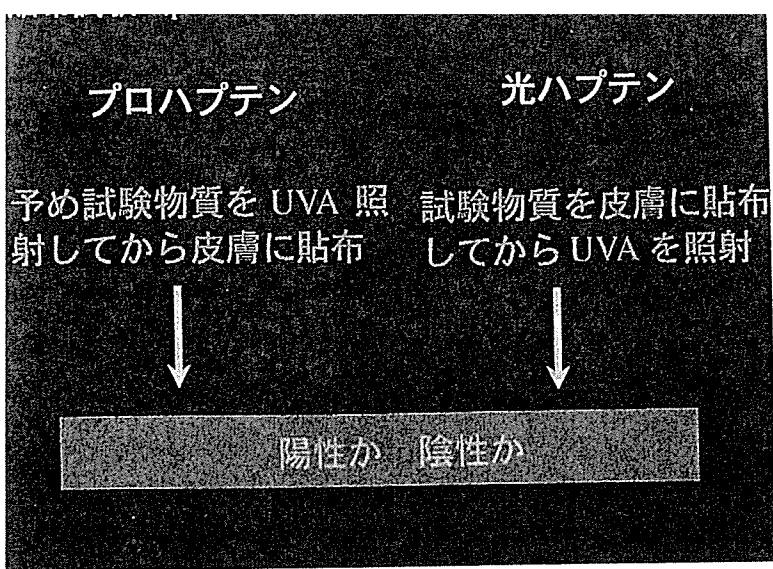 プロハプテン
光ハプテン
予め試験物質を UVA 照
射してから皮膚に貼布
試験物質を皮膚に貼布
してから UVA を照射
陽性か 陰性か